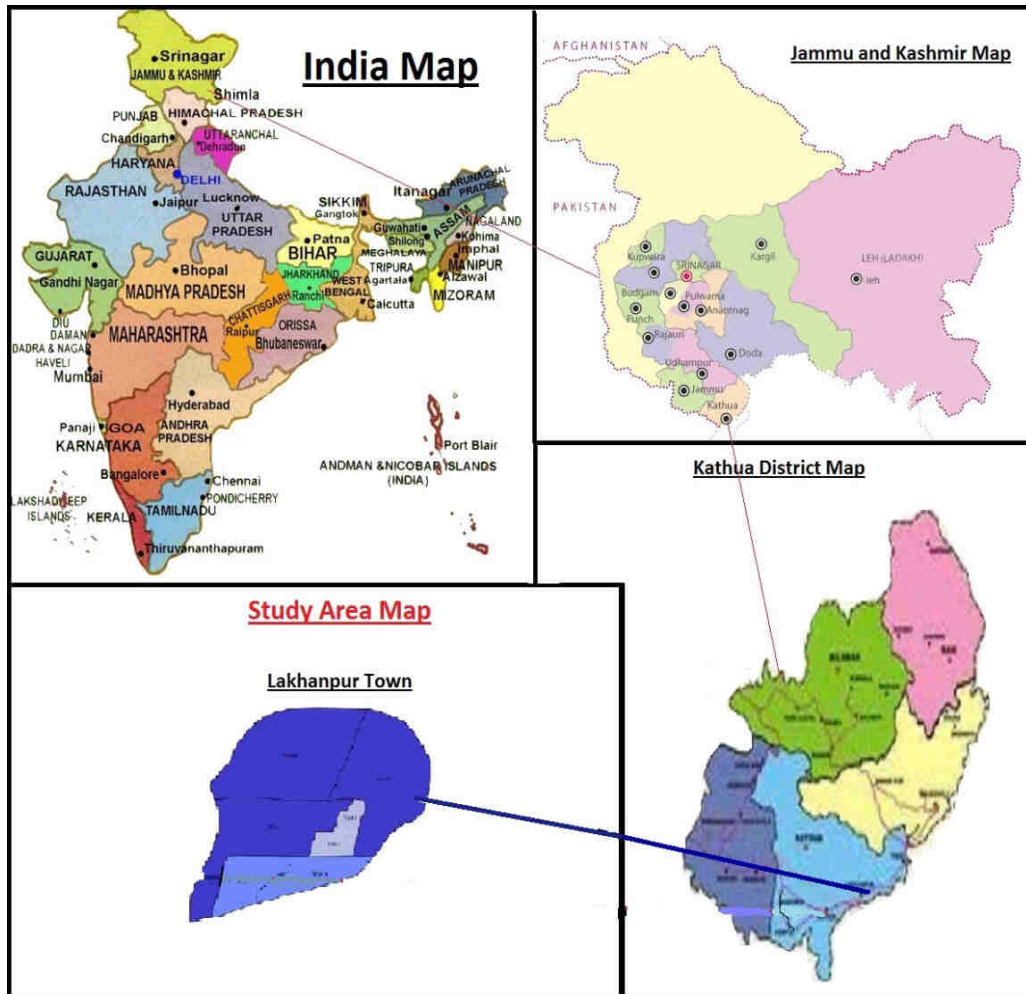 India Map
Srinagar
JAMMU & KASHMIR
Shimla
PUNJAB
HIMACHAL PRADESH
Chandigarh
UTTARANCHAL
Dehradun
HARYANA
DELHI
RAJASTHAN
Jaipur
Lucknow
UTTAR
PRADESH
SIKKIM
Gangtok
Itanagar
ARUNACHAL
PRADESH
ASSAM
NAGALAND
Guwahati
Shilong
Kohima
Imphal
MEGHALAYA
MANIPUR
TRIPURA
Agartala
Aizawal
MIZORAM
Patna
BIHAR
JHARKHAND
Ranchi
WEST
BENGAL
Calcutta
GUJARAT
Gandhi Nagar
Bhopal
MADHYA PRADESH
CHATTISGARH
Raipur
ORISSA
Bhubaneswar
DIU
DAMAN
DADRA & NAGAR
HAVELI
MAHARASHTRA
Mumbai
Hyderabad
ANDHRA
PRADESH
Panaji
GOA
KARNATAKA
Bangalore
Chennai
PONDICHERRY
LAKSHADWEEP
ISLANDS
KERALA
TAMILNADU
Thiruvananthapuram
Port Blair
ANDMAN & NICOBAR ISLANDS
(INDIA)
Jammu and Kashmir Map
AFGHANISTAN
PAKISTAN
Kupwara
SRINAGAR
Kargil
LEH (LADAKH)
leh
Budgam
Pulwama
Anantnag
Punch
Rajauri
Doda
Udhampur
Jammu
Kathua
Kathua District Map
Study Area Map
Lakhanpur Town